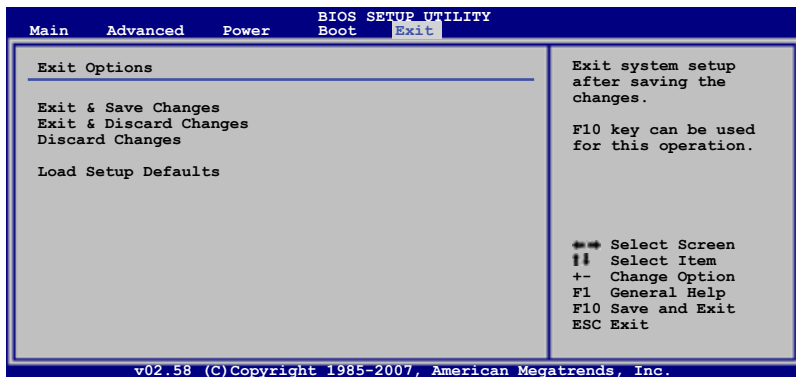 BIOS SETUP UTILITY
Main Advanced Power Boot Exit
Exit Options
Exit & Save Changes
Exit & Discard Changes
Discard Changes
Load Setup Defaults
Exit system setup
after saving the
changes.
F10 key can be used
for this operation.
←→ Select Screen
↑↓ Select Item
+- Change Option
F1 General Help
F10 Save and Exit
ESC Exit
v02.58 (C)Copyright 1985-2007, American Megatrends, Inc.